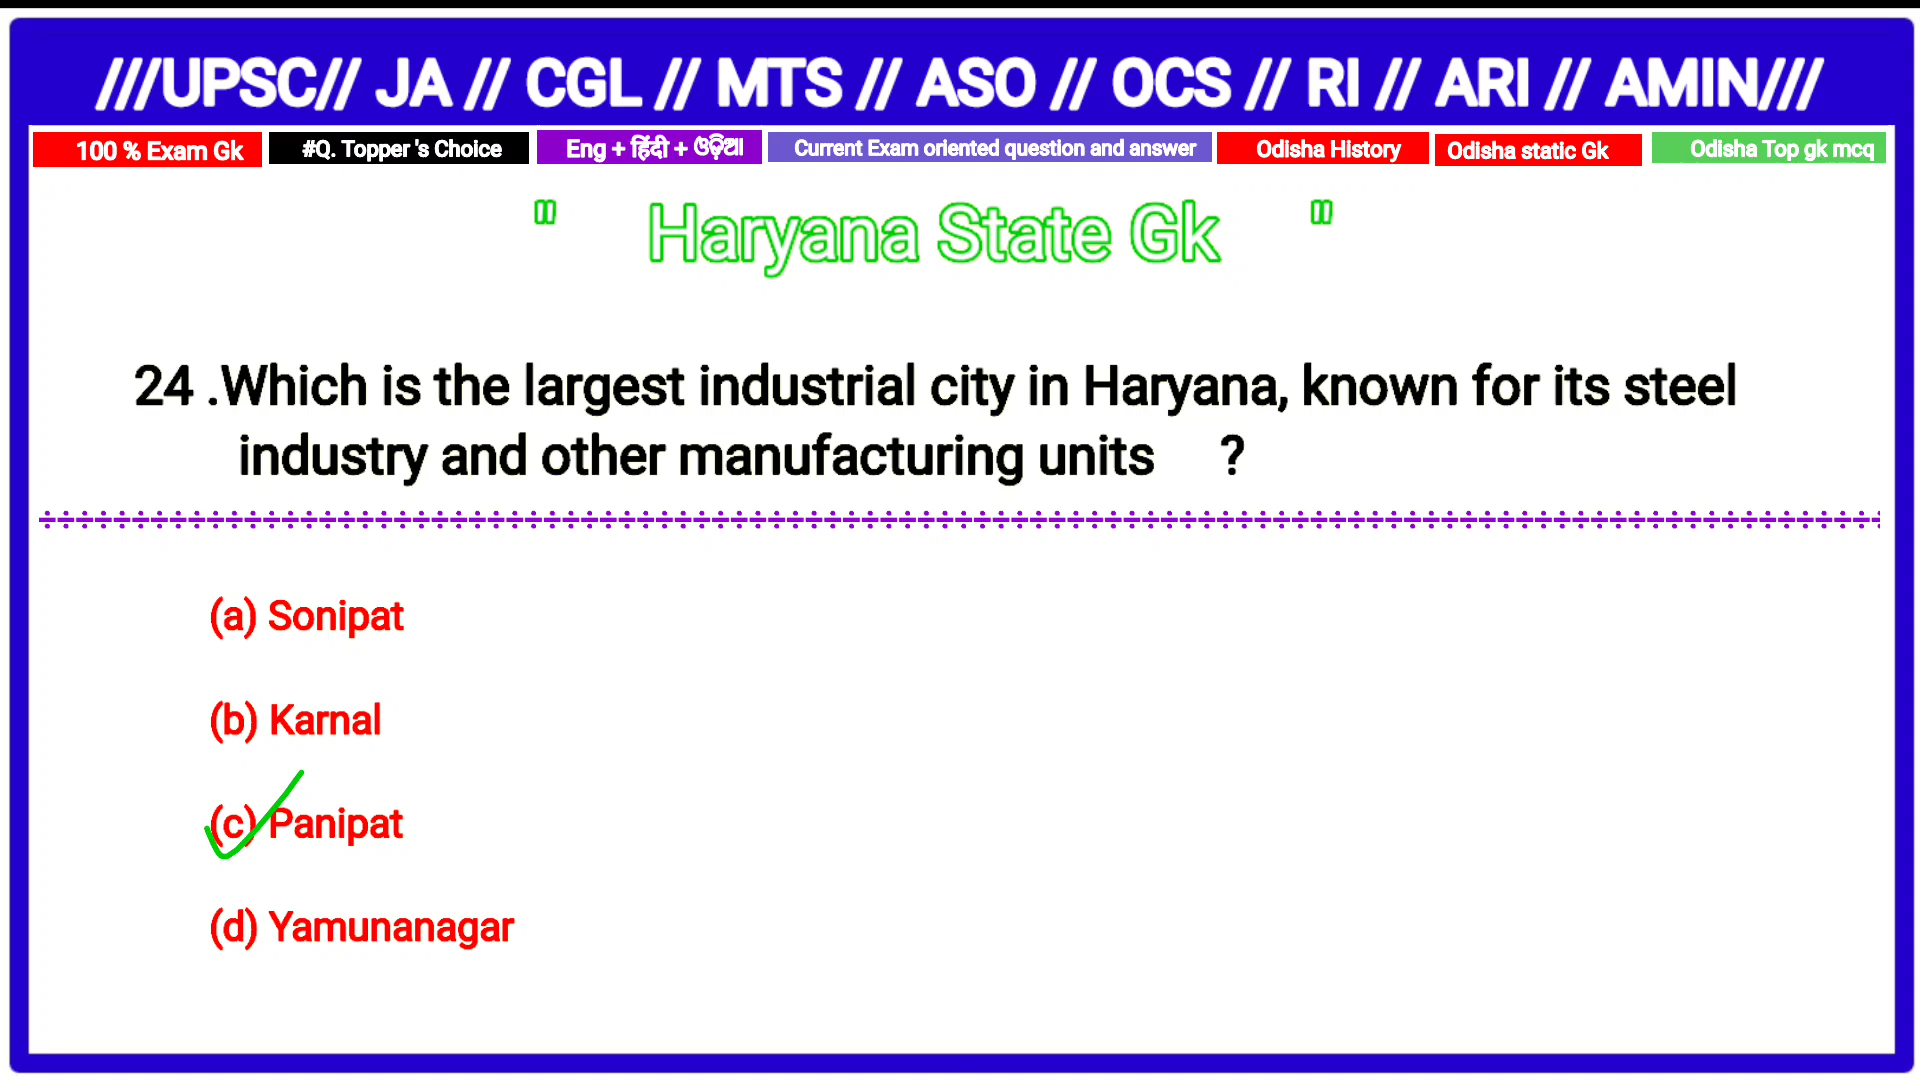 ///UPSC// JA // CGL // MTS // ASO // OCS // RI // ARI // AMIN///
100 % Exam Gk #Q. Topper 's Choice Eng + हिंदी + ଓଡ଼ିଆ Current Exam oriented question and answer Odisha History Odisha static Gk Odisha Top gk mcq
" Haryana State Gk "
24 .Which is the largest industrial city in Haryana, known for its steel
industry and other manufacturing units ?
(a) Sonipat
(b) Karnal
(c) Panipat
(d) Yamunanagar